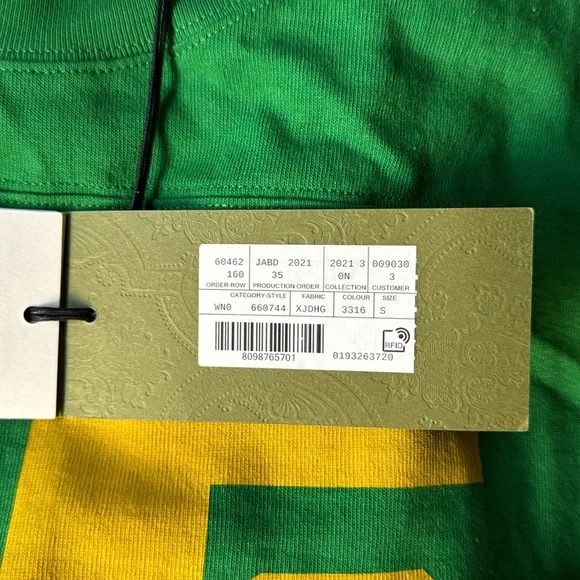 60462 JABD 2021 2021 3 009030
160 35 0N 3
ORDER-ROW PRODUCTION ORDER COLLECTION CUSTOMER
CATEGORY-STYLE FABRIC COLOUR SIZE
WN0 660744 XJDHG 3316 S
8098765701 0193263720
RFID